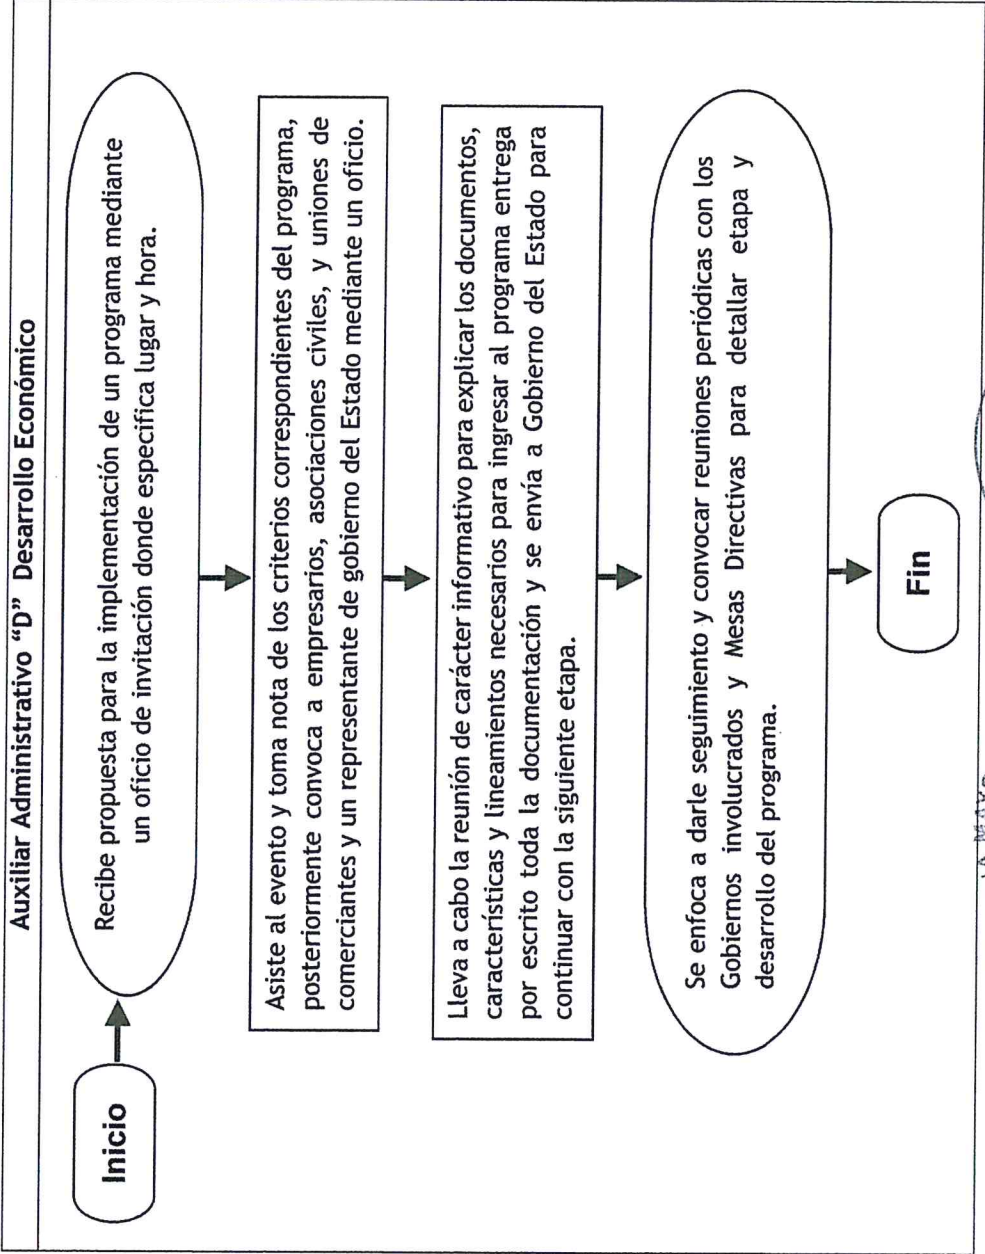 Auxiliar Administrativo “D” Desarrollo Económico
Inicio
Recibe propuesta para la implementación de un programa mediante
un oficio de invitación donde especifica lugar y hora.
Asiste al evento y toma nota de los criterios correspondientes del programa,
posteriormente convoca a empresarios, asociaciones civiles, y uniones de
comerciantes y un representante de gobierno del Estado mediante un oficio.
Lleva a cabo la reunión de carácter informativo para explicar los documentos,
características y lineamientos necesarios para ingresar al programa entrega
por escrito toda la documentación y se envía a Gobierno del Estado para
continuar con la siguiente etapa.
Se enfoca a darle seguimiento y convocar reuniones periódicas con los
Gobiernos involucrados y Mesas Directivas para detallar etapa y
desarrollo del programa.
Fin